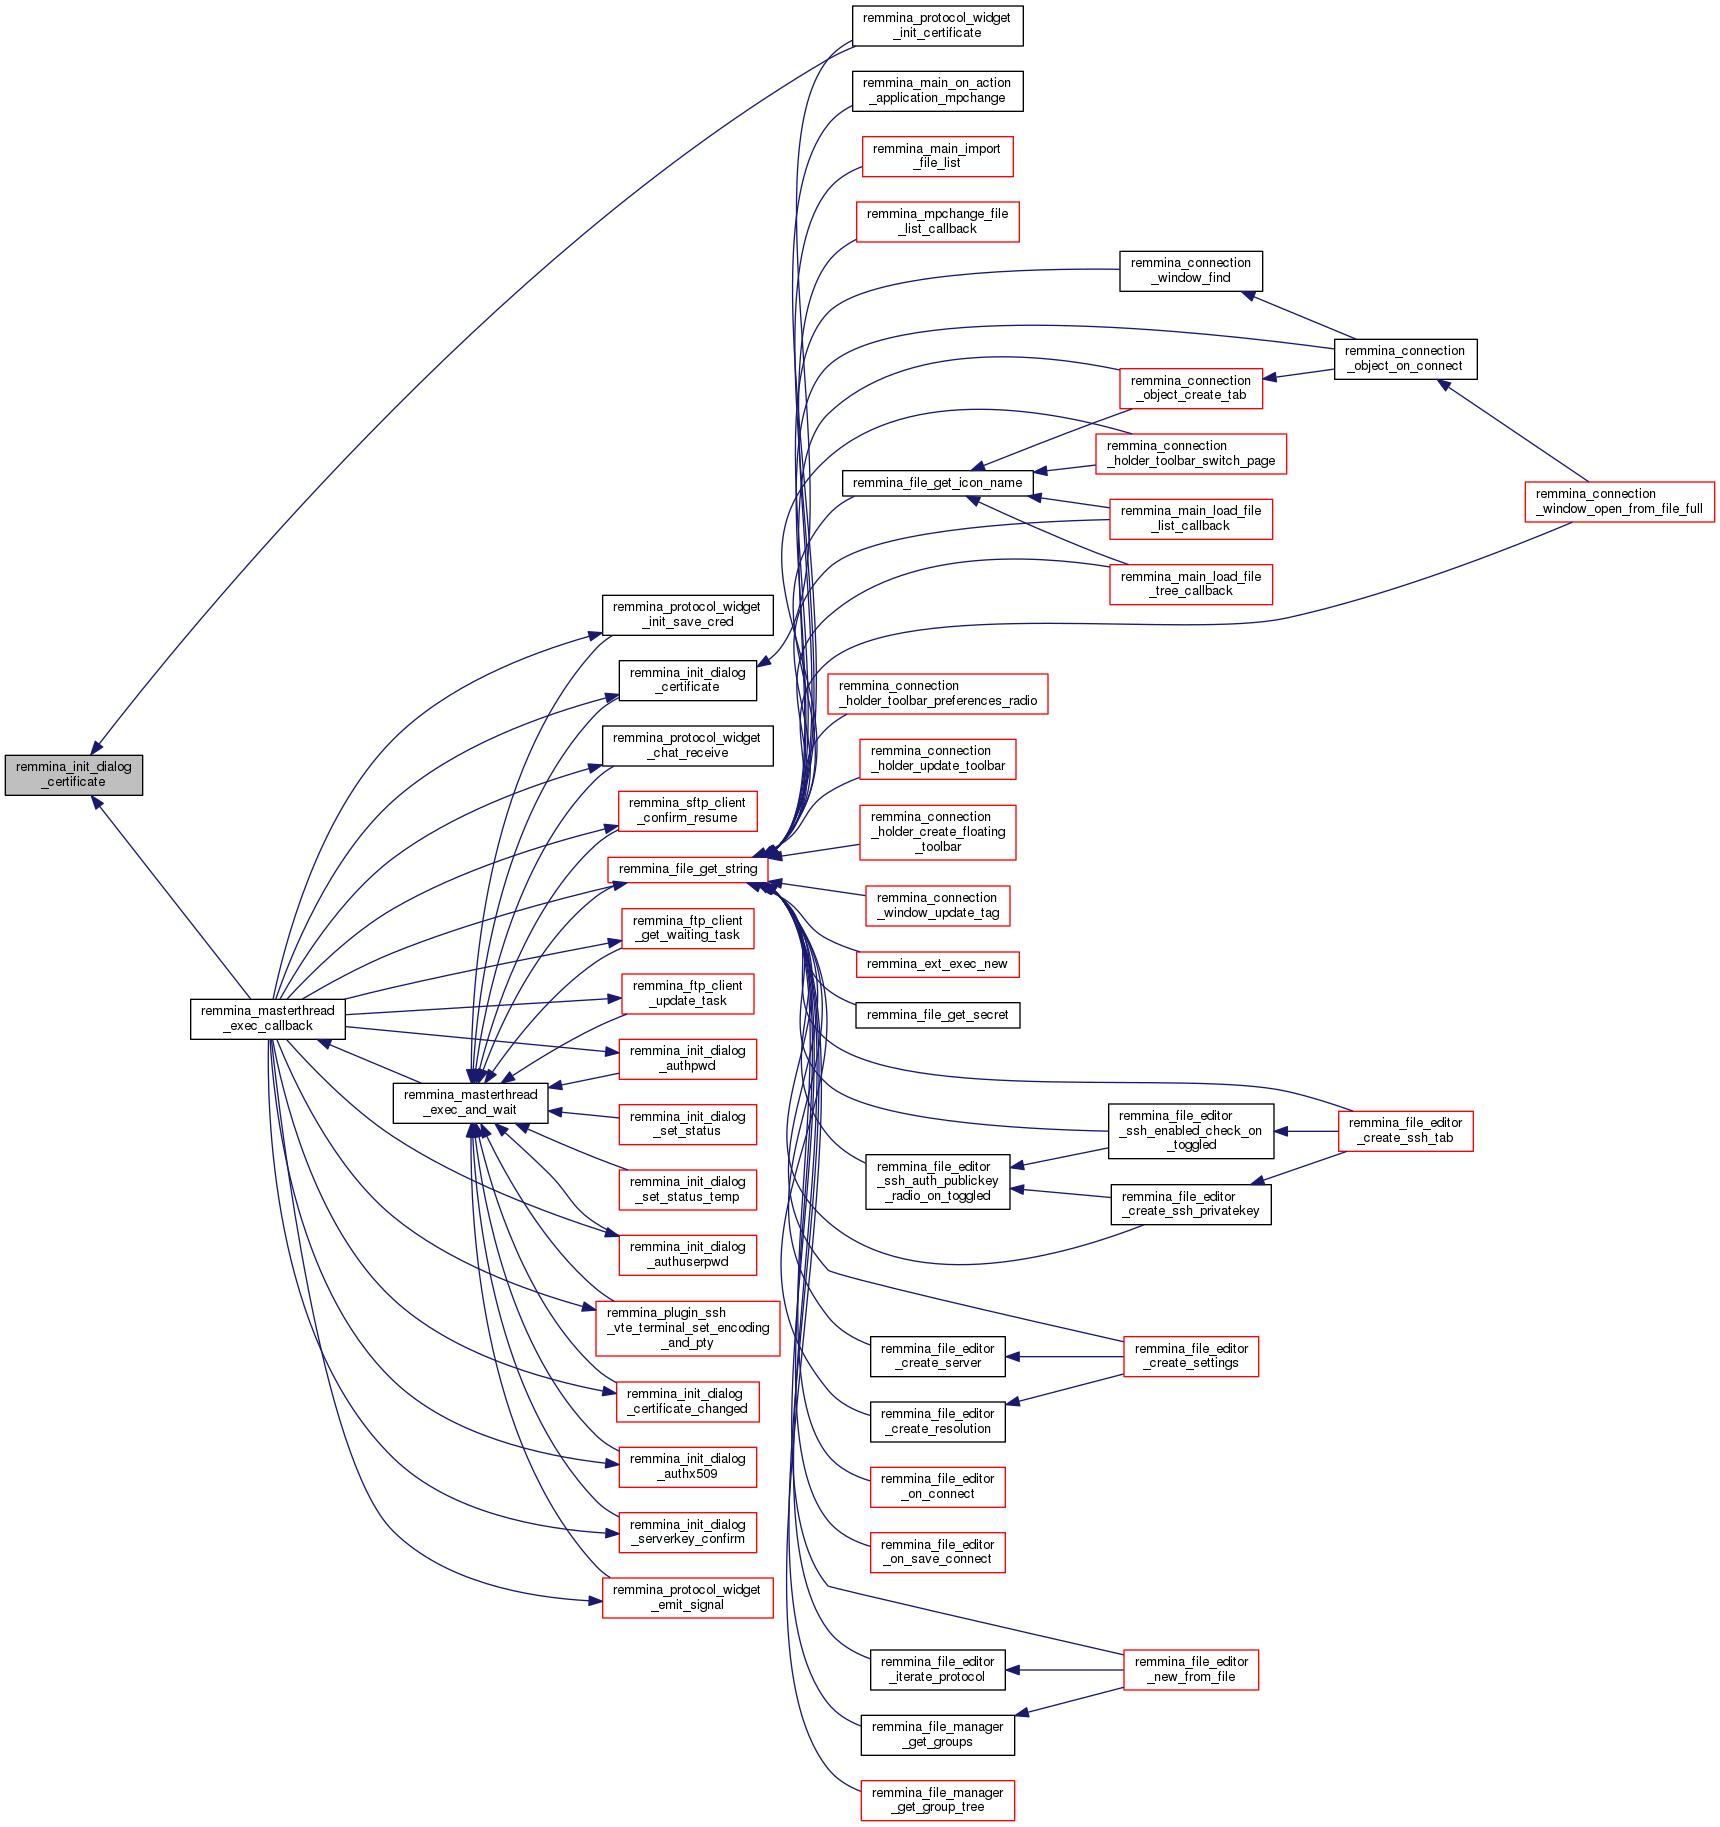 remmina_init_dialog
_certificate
remmina_masterthread
_exec_callback
remmina_masterthread
_exec_and_wait
remmina_protocol_widget
_init_save_cred
remmina_init_dialog
_certificate
remmina_protocol_widget
_chat_receive
remmina_sftp_client
_confirm_resume
remmina_file_get_string
remmina_ftp_client
_get_waiting_task
remmina_ftp_client
_update_task
remmina_init_dialog
_authpwd
remmina_init_dialog
_set_status
remmina_init_dialog
_set_status_temp
remmina_init_dialog
_authuserpwd
remmina_plugin_ssh
_vte_terminal_set_encoding
_and_pty
remmina_init_dialog
_certificate_changed
remmina_init_dialog
_authx509
remmina_init_dialog
_serverkey_confirm
remmina_protocol_widget
_emit_signal
remmina_protocol_widget
_init_certificate
remmina_main_on_action
_application_mpchange
remmina_main_import
_file_list
remmina_mpchange_file
_list_callback
remmina_file_get_icon_name
remmina_connection
_holder_toolbar_preferences_radio
remmina_connection
_holder_update_toolbar
remmina_connection
_holder_create_floating
_toolbar
remmina_connection
_window_update_tag
remmina_ext_exec_new
remmina_file_get_secret
remmina_file_editor
_ssh_auth_publickey
_radio_on_toggled
remmina_file_editor
_create_server
remmina_file_editor
_create_resolution
remmina_file_editor
_on_connect
remmina_file_editor
_on_save_connect
remmina_file_editor
_iterate_protocol
remmina_file_manager
_get_groups
remmina_file_manager
_get_group_tree
remmina_connection
_window_find
remmina_connection
_object_create_tab
remmina_connection
_holder_toolbar_switch_page
remmina_main_load_file
_list_callback
remmina_main_load_file
_tree_callback
remmina_file_editor
_ssh_enabled_check_on
_toggled
remmina_file_editor
_create_ssh_privatekey
remmina_file_editor
_create_settings
remmina_file_editor
_new_from_file
remmina_connection
_object_on_connect
remmina_file_editor
_create_ssh_tab
remmina_connection
_window_open_from_file_full